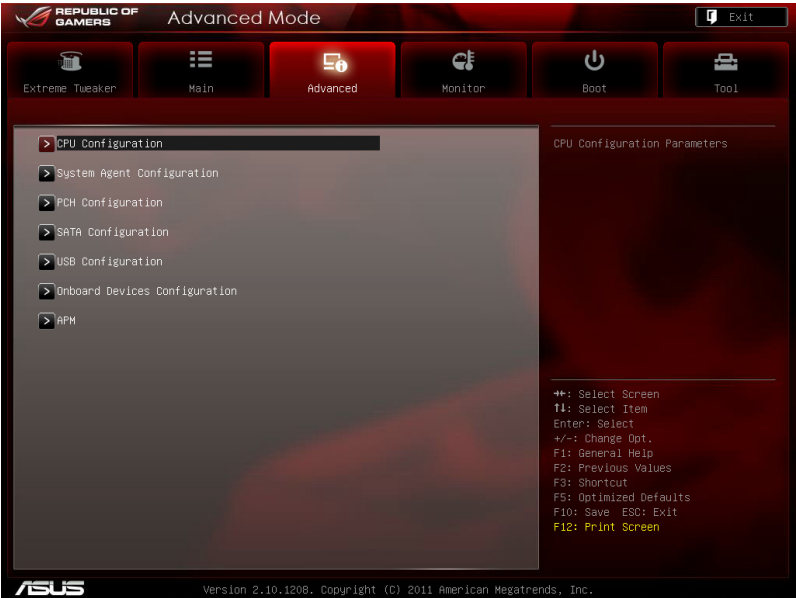 REPUBLIC OF
GAMERS
Advanced Mode
Exit
Extreme Tweaker
Main
Advanced
Monitor
Boot
Tool
> CPU Configuration
CPU Configuration Parameters
> System Agent Configuration
> PCH Configuration
> SATA Configuration
> USB Configuration
> Onboard Devices Configuration
> APM
→←: Select Screen
↑↓: Select Item
Enter: Select
+/-: Change Opt.
F1: General Help
F2: Previous Values
F3: Shortcut
F5: Optimized Defaults
F10: Save ESC: Exit
F12: Print Screen
ASUS
Version 2.10.1208. Copyright (C) 2011 American Megatrends, Inc.